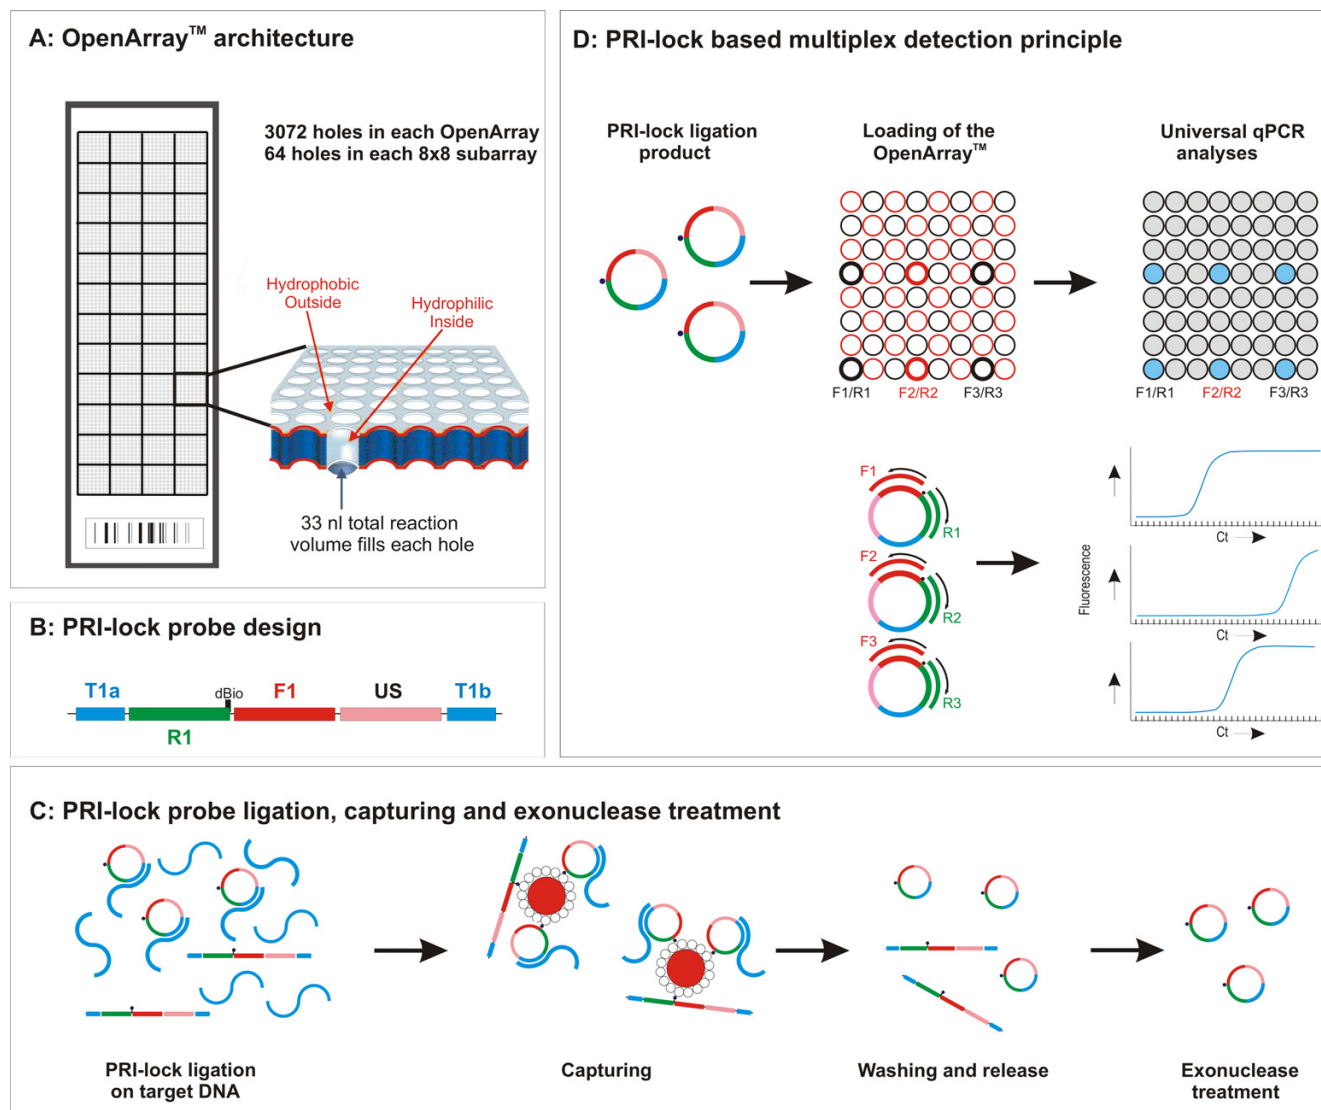 A: OpenArray™ architecture
3072 holes in each OpenArray
64 holes in each 8x8 subarray
Hydrophobic
Outside
Hydrophilic
Inside
33 nl total reaction
volume fills each hole
B: PRI-lock probe design
T1a
dBio
F1
US
T1b
R1
D: PRI-lock based multiplex detection principle
PRI-lock ligation
product
Loading of the
OpenArray™
Universal qPCR
analyses
F1/R1
F2/R2
F3/R3
F1/R1
F2/R2
F3/R3
F1
R1
F2
R2
F3
R3
Fluorescence
Ct
Ct
Ct
C: PRI-lock probe ligation, capturing and exonuclease treatment
PRI-lock ligation
on target DNA
Capturing
Washing and release
Exonuclease
treatment